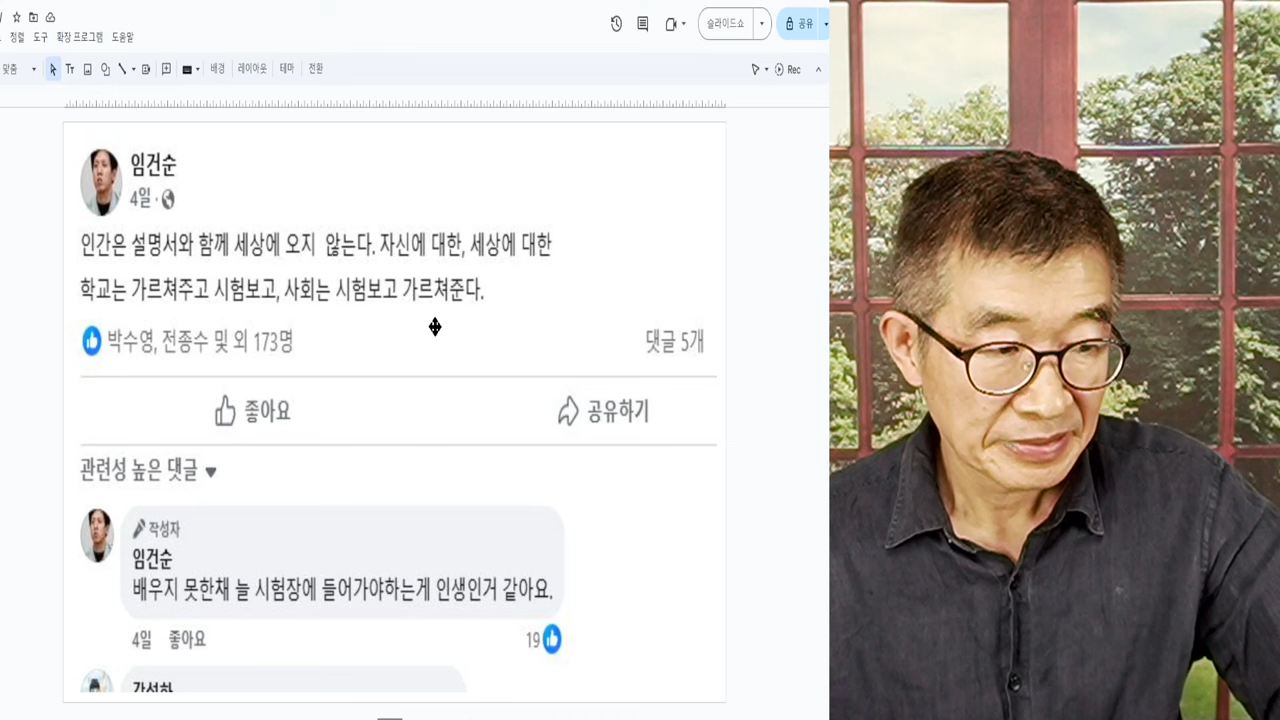 정렬 도구 확장 프로그램 도움말
슬라이드쇼
공유
맞춤
Tr
배경 레이아웃 테마 전환
Rec
임건순
4일
인간은 설명서와 함께 세상에 오지 않는다. 자신에 대한, 세상에 대한
학교는 가르쳐주고 시험보고, 사회는 시험보고 가르쳐준다.
박수영, 전종수 및 외 173명
댓글 5개
좋아요
공유하기
관련성 높은 댓글
작성자
임건순
배우지 못한채 늘 시험장에 들어가야하는게 인생인거 같아요.
4일 좋아요
19